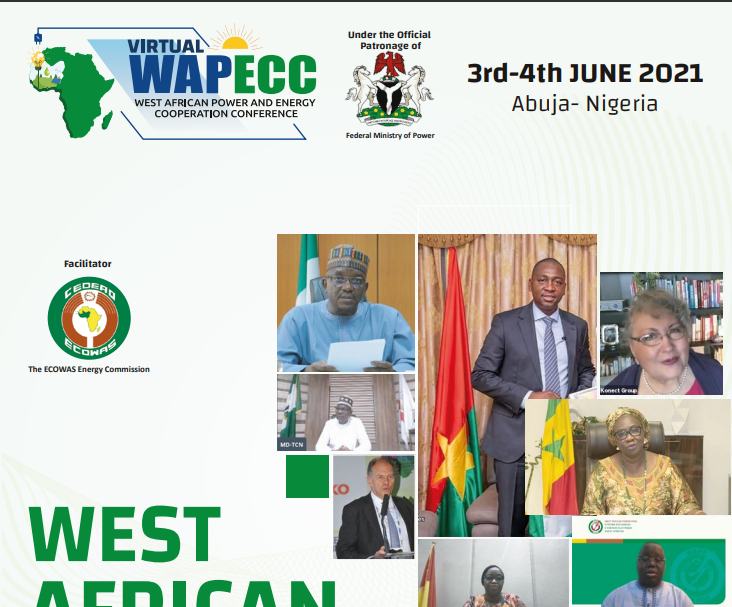 VIRTUAL
WAPECC
WEST AFRICAN POWER AND ENERGY
COOPERATION CONFERENCE
Under the Official
Patronage of
Federal Ministry of Power
3rd-4th JUNE 2021
Abuja- Nigeria
Facilitator
CEDEAO
ECOWAS
The ECOWAS Energy Commission
Konect Group
MD-TCN
WEST
AFRICAN